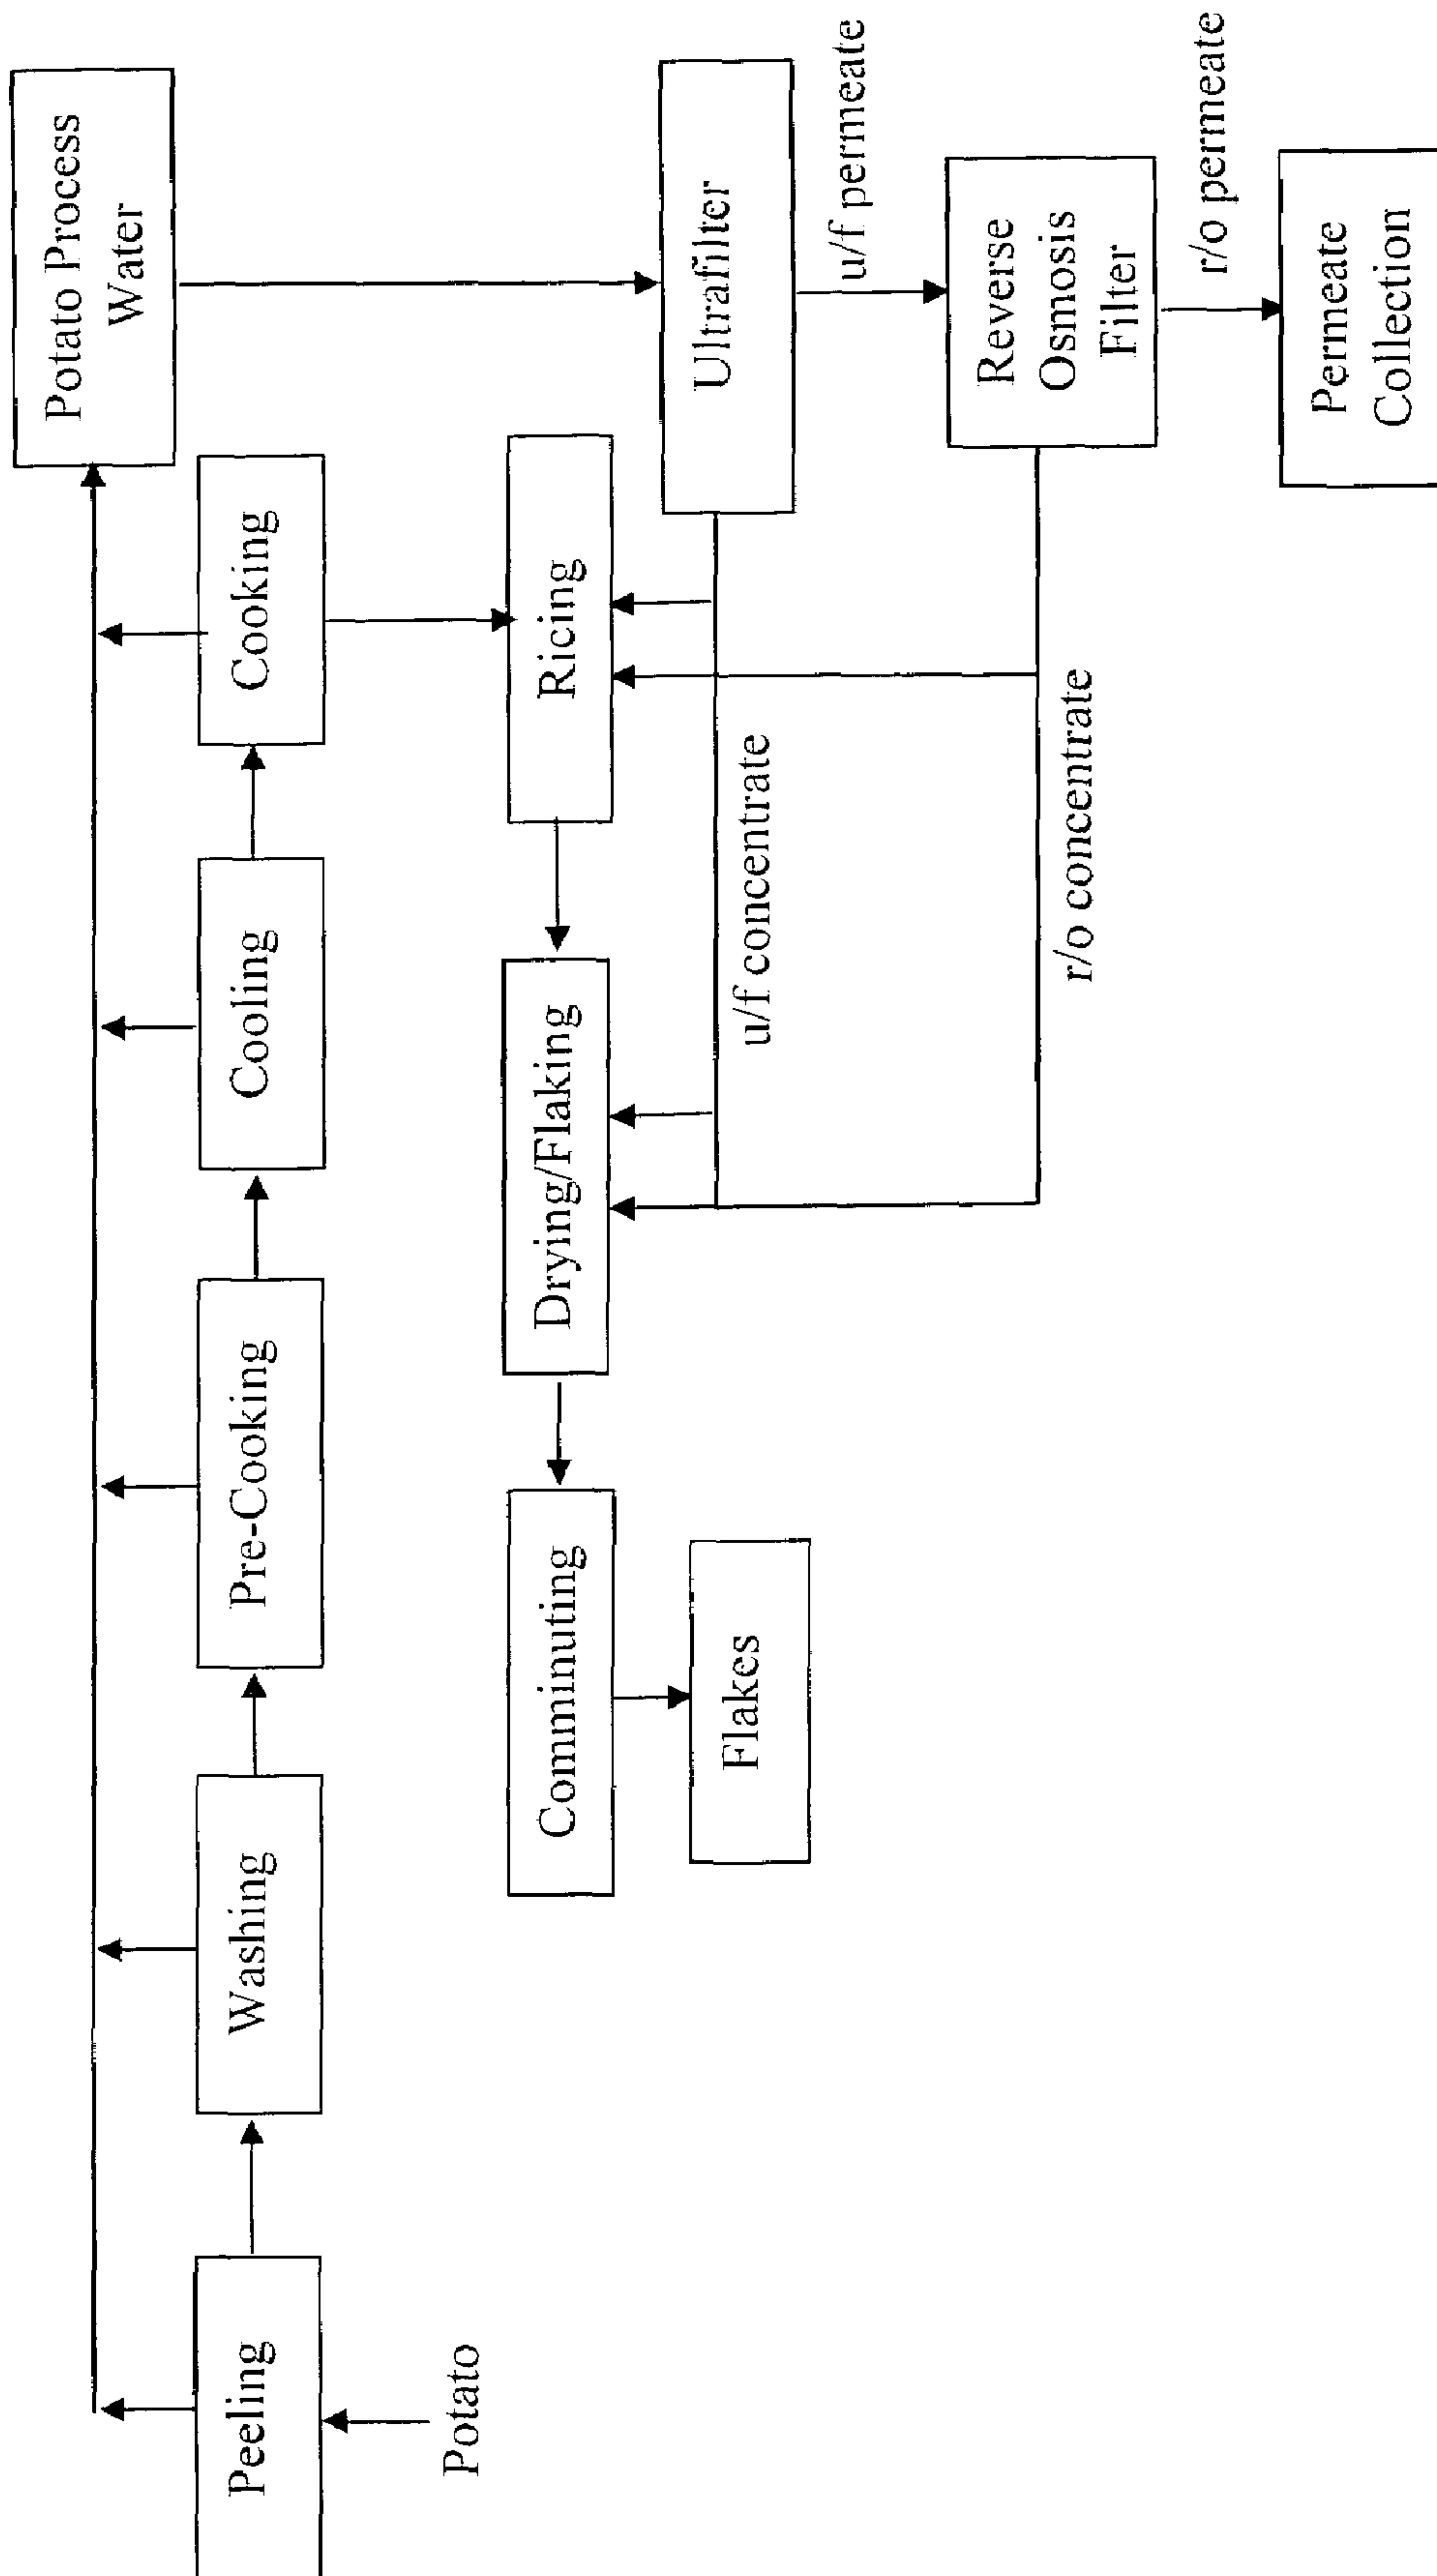 Potato
Peeling
Washing
Pre-Cooking
Cooling
Cooking
Potato Process
Water
Ricing
Drying/Flaking
Comminuting
Flakes
Ultrafilter
u/f concentrate
u/f permeate
Reverse
Osmosis
Filter
r/o concentrate
r/o permeate
Permeate
Collection